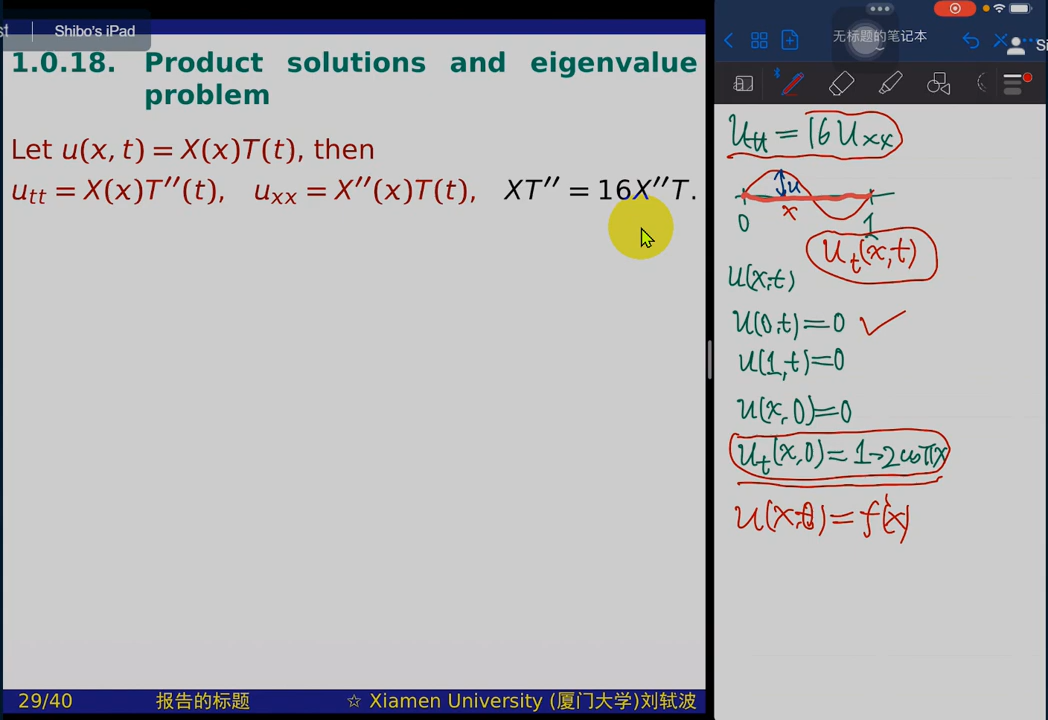 Shibo's iPad
1.0.18. Product solutions and eigenvalue
problem
Let u(x, t) = X(x)T(t), then
u_tt = X(x)T′′(t), u_xx = X′′(x)T(t), XT′′ = 16X′′T.
29/40 报告的标题 ☆ Xiamen University (厦门大学)刘轼波
无标题的笔记本
u_tt = 16 u_xx
u
x
0 1
u_t(x,t)
u(x,t)
u(0,t)=0 ✓
u(1,t)=0
u(x,0)=0
u_t(x,0)=1-2cosπx